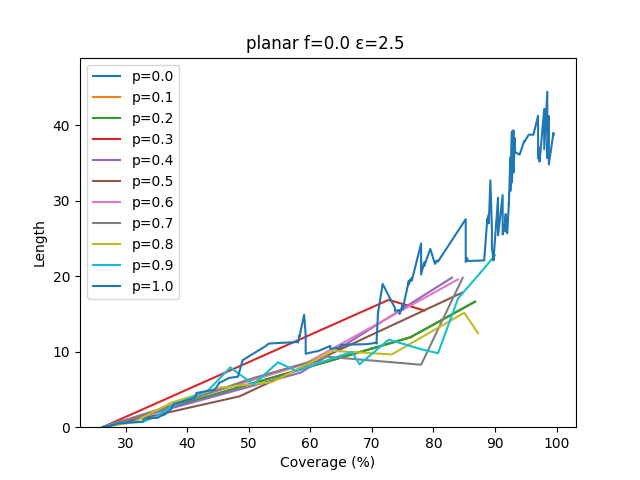 planar f=0.0 ε=2.5
p=0.0
p=0.1
p=0.2
p=0.3
p=0.4
p=0.5
p=0.6
p=0.7
p=0.8
p=0.9
p=1.0
Length
40
30
20
10
0
30 40 50 60 70 80 90 100
Coverage (%)